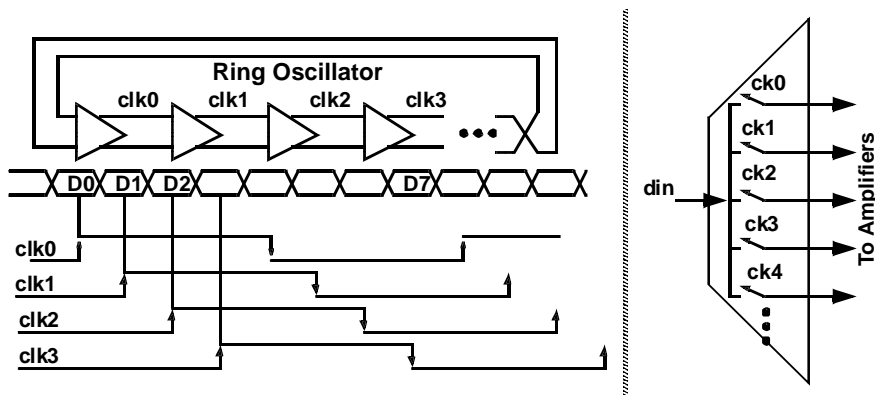 Ring Oscillator
clk0
clk1
clk2
clk3
D0
D1
D2
D7
clk0
clk1
clk2
clk3
din
ck0
ck1
ck2
ck3
ck4
To Amplifiers